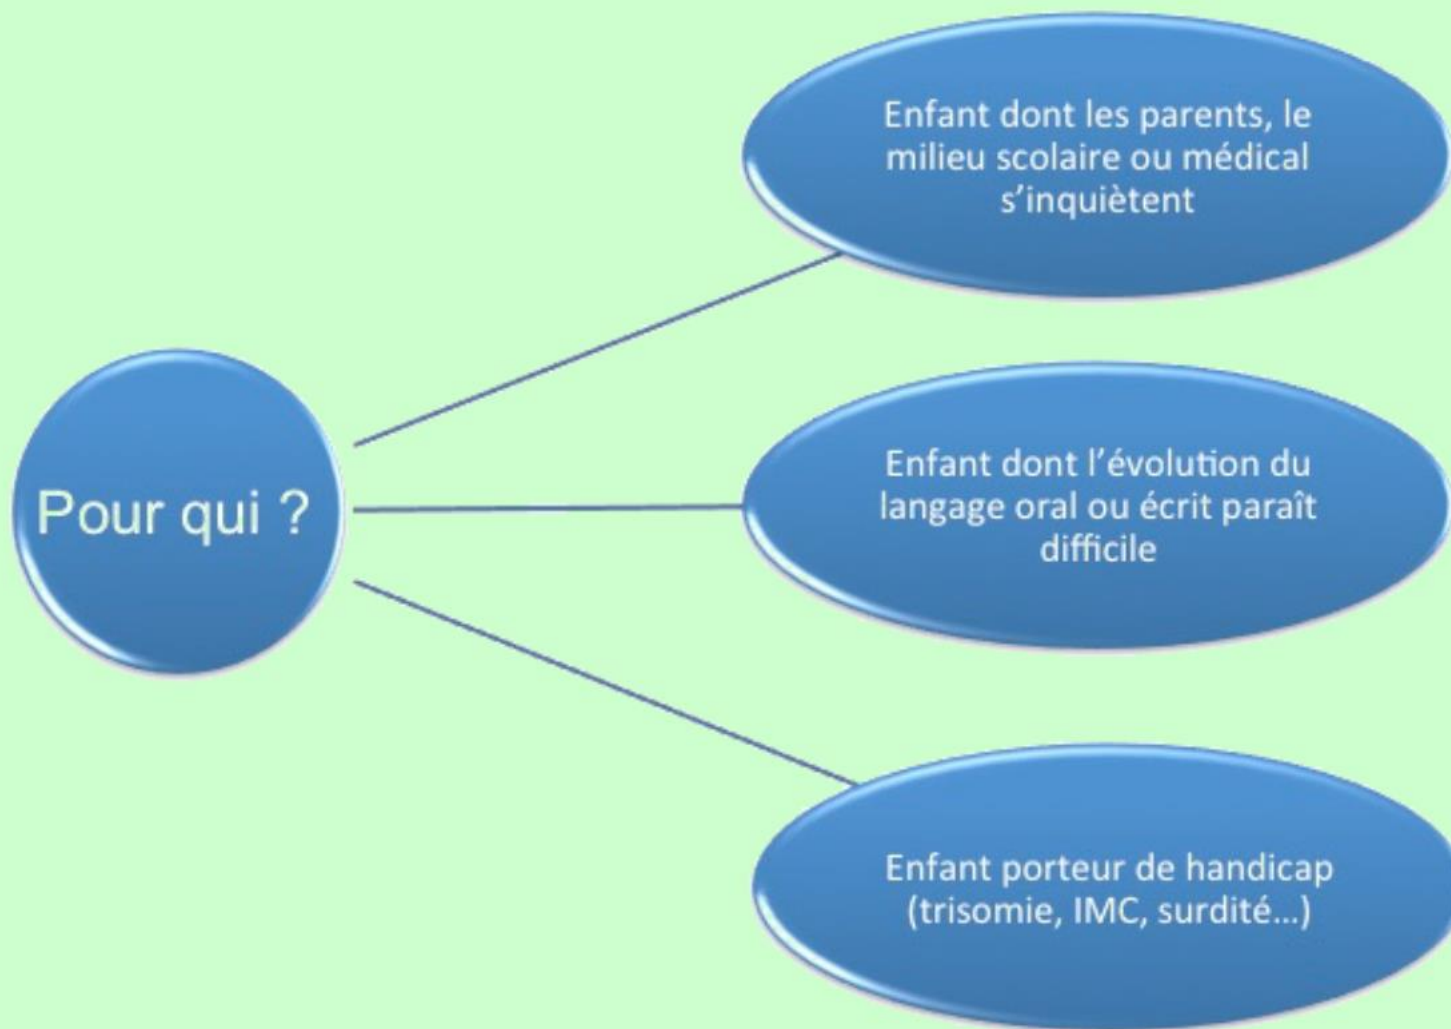 Enfant dont les parents, le
milieu scolaire ou médical
s’inquiètent
Pour qui ?
Enfant dont l’évolution du
langage oral ou écrit paraît
difficile
Enfant porteur de handicap
(trisomie, IMC, surdité...)